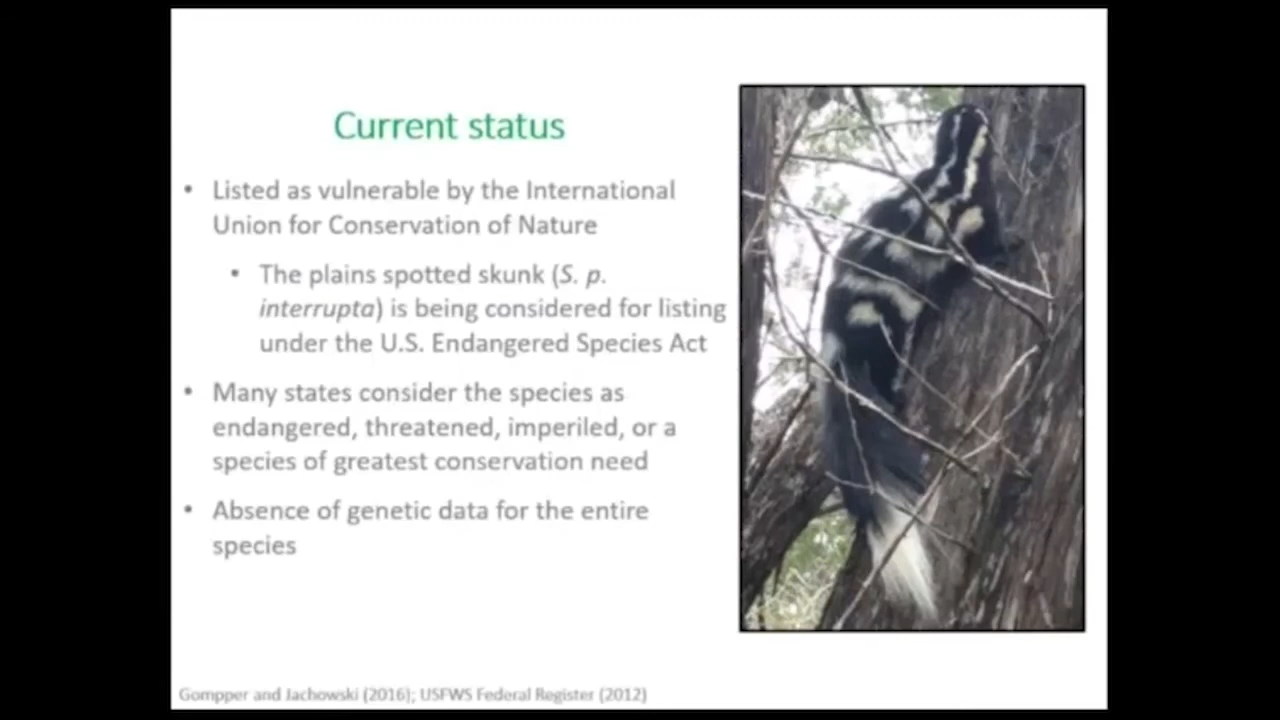 Current status
• Listed as vulnerable by the International
Union for Conservation of Nature
• The plains spotted skunk (S. p.
interrupta) is being considered for listing
under the U.S. Endangered Species Act
• Many states consider the species as
endangered, threatened, imperiled, or a
species of greatest conservation need
• Absence of genetic data for the entire
species
Gompper and Jachowski (2016); USFWS Federal Register (2012)